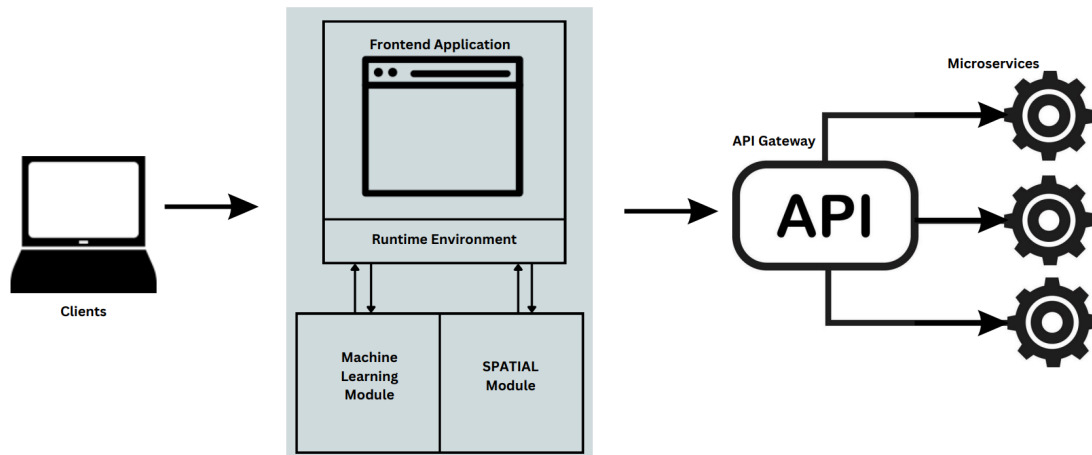 Clients
Frontend Application
Runtime Environment
Machine
Learning
Module
SPATIAL
Module
API Gateway
API
Microservices